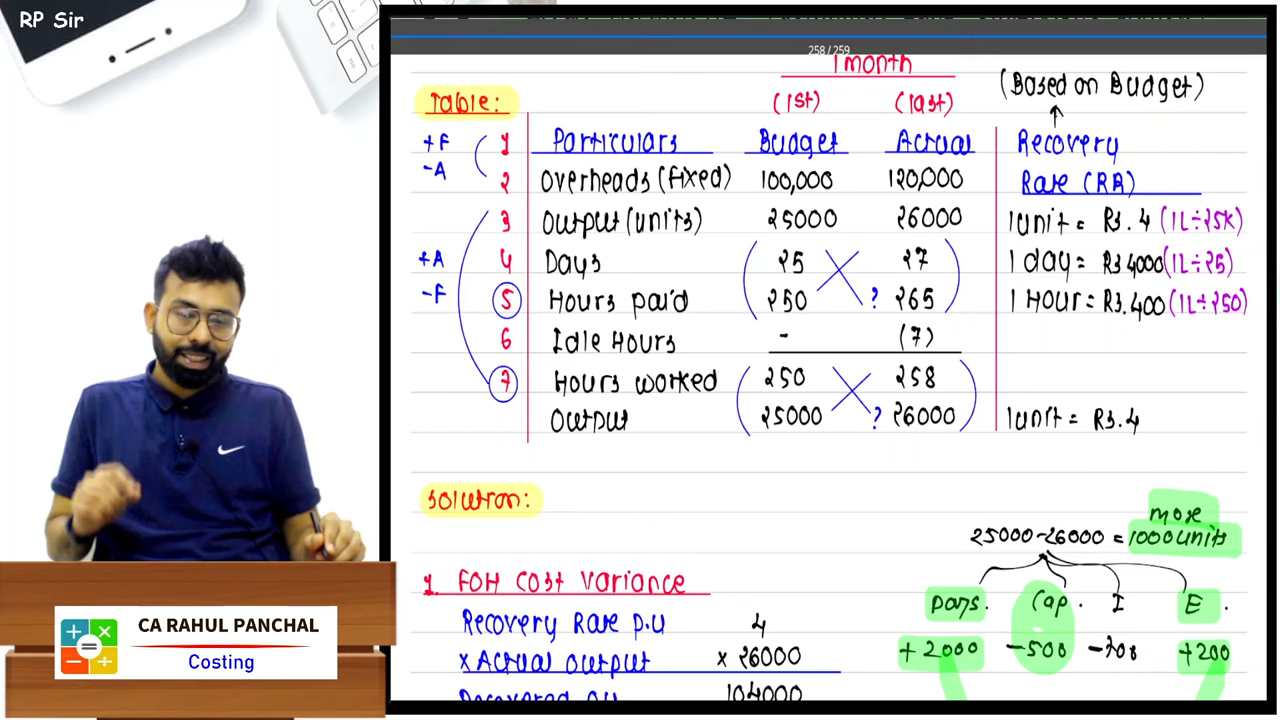 RP Sir
258 / 259
1 month
(Based on Budget)
Table:
(1st) (last)
+F 1 Particulars Budget Actual Recovery
-A 2 Overheads (Fixed) 100,000 120,000 Rate (RR)
3 Output (units) 25000 26000 1 unit = Rs. 4 (1L÷25K)
+A 4 Days 25 27 1 day = Rs 4000 (1L÷25)
-F 5 Hours paid 250 ? 265 1 Hour = Rs. 400 (1L÷250)
6 Idle Hours - (7)
7 Hours worked 250 258
Output 25000 ? 26000 1 unit = Rs. 4
Solution:
more
25000-26000 = 1000 units
1. FOH Cost Variance
Days. Cap. I E.
Recovery Rate P.U 4
+2000 -500 +200
× Actual Output × 26000
104000
CA RAHUL PANCHAL
Costing